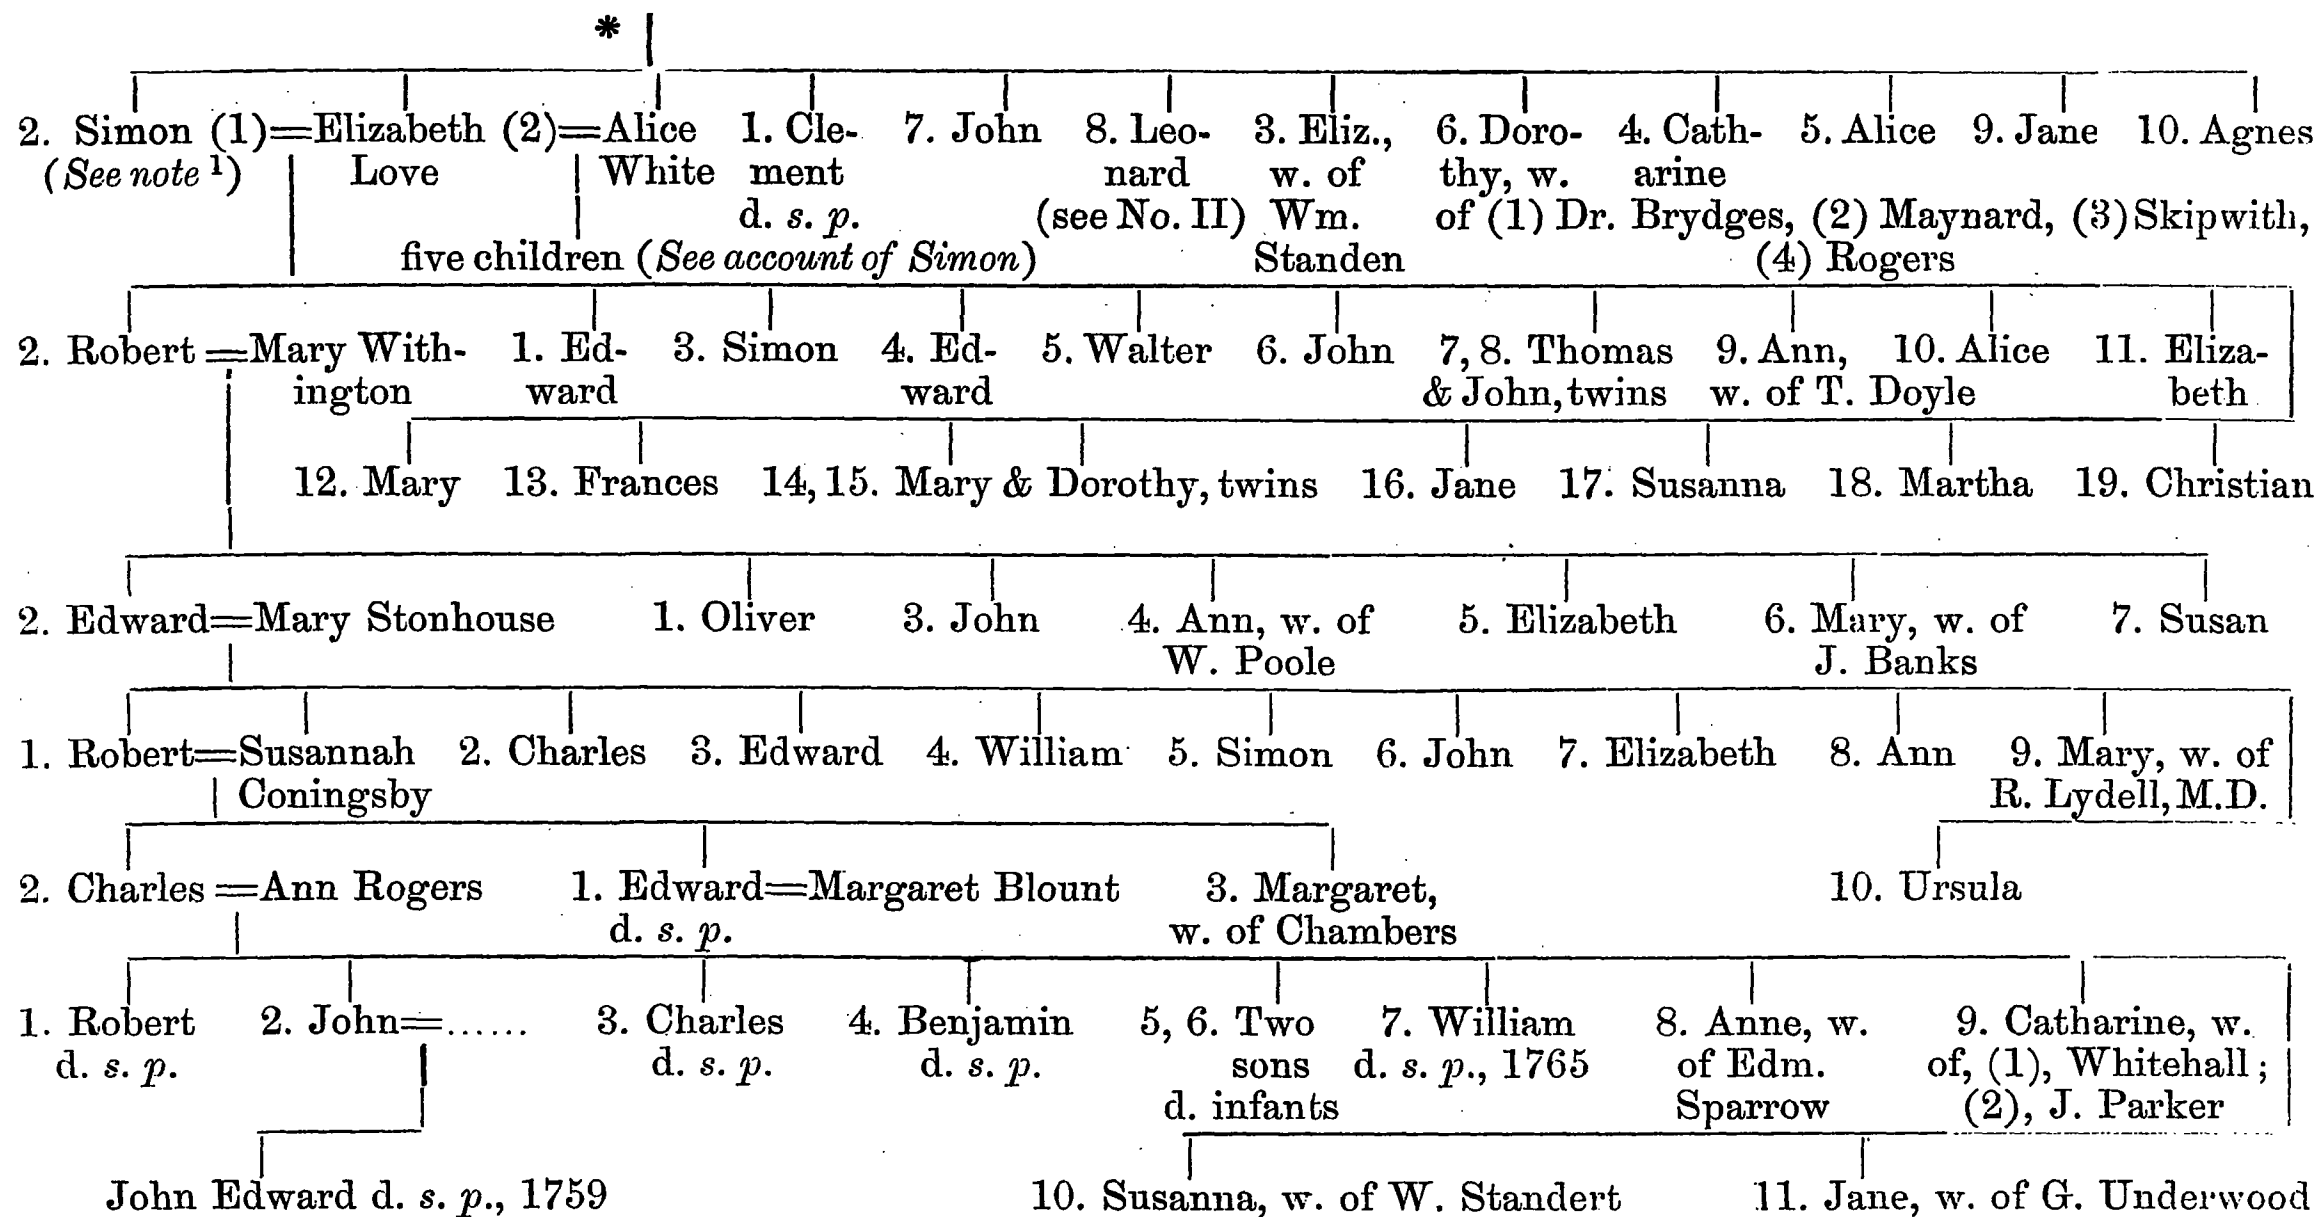 *
2. Simon (1)=Elizabeth (2)=Alice 1. Cle- 7. John 8. Leo- 3. Eliz., 6. Doro- 4. Cath- 5. Alice 9. Jane 10. Agnes
(See note ¹) Love White ment nard w. of thy, w. arine
d. s. p. (see No. II) Wm. of (1) Dr. Brydges, (2) Maynard, (3) Skipwith,
five children (See account of Simon) Standen (4) Rogers
2. Robert=Mary With- 1. Ed- 3. Simon 4. Ed- 5. Walter 6. John 7, 8. Thomas 9. Ann, 10. Alice 11. Eliza-
ington ward ward & John, twins w. of T. Doyle beth
12. Mary 13. Frances 14, 15. Mary & Dorothy, twins 16. Jane 17. Susanna 18. Martha 19. Christian
2. Edward=Mary Stonhouse 1. Oliver 3. John 4. Ann, w. of 5. Elizabeth 6. Mary, w. of 7. Susan
W. Poole J. Banks
1. Robert=Susannah 2. Charles 3. Edward 4. William 5. Simon 6. John 7. Elizabeth 8. Ann 9. Mary, w. of
Coningsby R. Lydell, M.D.
2. Charles=Ann Rogers 1. Edward=Margaret Blount 3. Margaret, 10. Ursula
d. s. p. w. of Chambers
1. Robert 2. John=...... 3. Charles 4. Benjamin 5, 6. Two 7. William 8. Anne, w. 9. Catharine, w.
d. s. p. d. s. p. d. s. p. sons d. s. p., 1765 of Edm. of, (1), Whitehall;
d. infants Sparrow (2), J. Parker
John Edward d. s. p., 1759 10. Susanna, w. of W. Standert 11. Jane, w. of G. Underwood